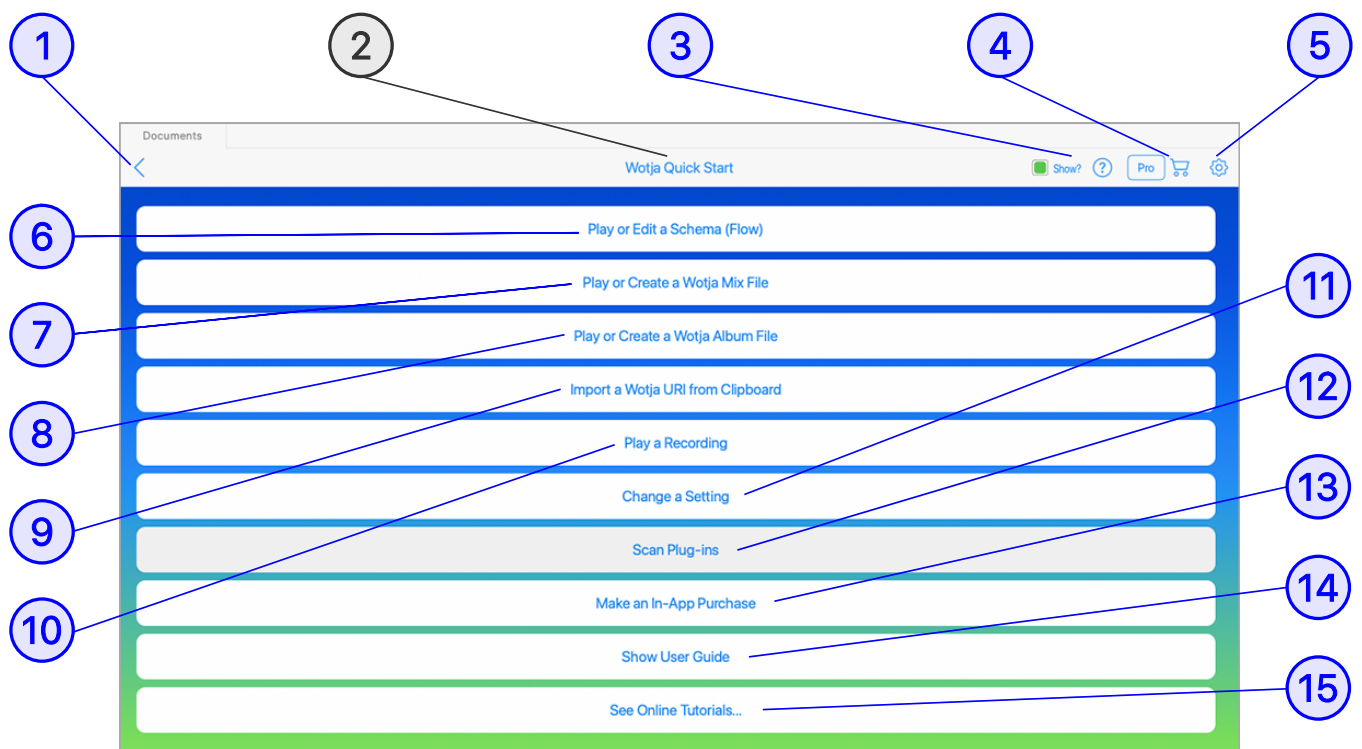 1
2
3
4
5
Documents
Wotja Quick Start
Show?
?
Pro
6
Play or Edit a Schema (Flow)
7
Play or Create a Wotja Mix File
11
8
Play or Create a Wotja Album File
12
9
Import a Wotja URI from Clipboard
10
Play a Recording
Change a Setting
13
Scan Plug-ins
14
Make an In-App Purchase
Show User Guide
15
See Online Tutorials...